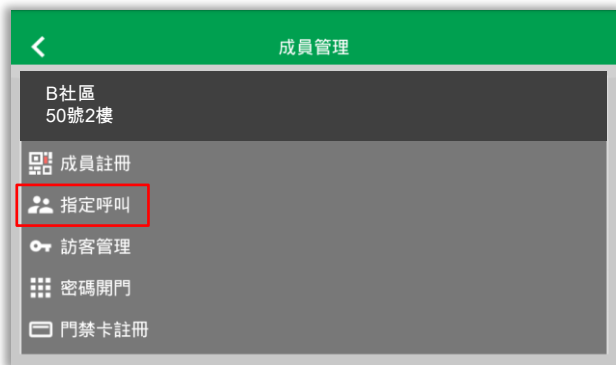 成員管理
B社區
50號2樓
成員註冊
指定呼叫
訪客管理
密碼開門
門禁卡註冊